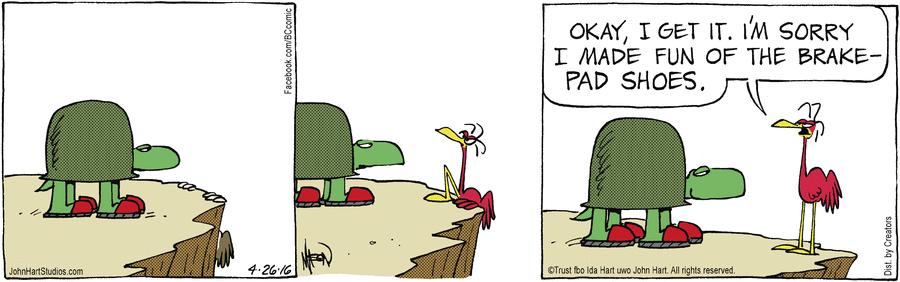 Facebook.com/BCcomic
JohnHartStudios.com
4-26-16
MASON
OKAY, I GET IT. I'M SORRY
I MADE FUN OF THE BRAKE-
PAD SHOES.
©Trust fbo Ida Hart uwo John Hart. All rights reserved.
Dist. by Creators